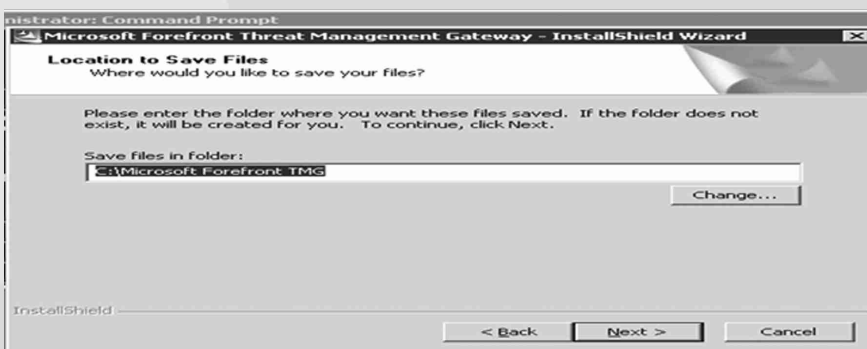 nistrator: Command Prompt
Microsoft Forefront Threat Management Gateway - InstallShield Wizard
Location to Save Files
Where would you like to save your files?
Please enter the folder where you want these files saved.  If the folder does not
exist, it will be created for you.   To continue, click Next.
Save files in folder:
C:\Microsoft Forefront TMG
Change...
InstallShield
< Back
Next >
Cancel